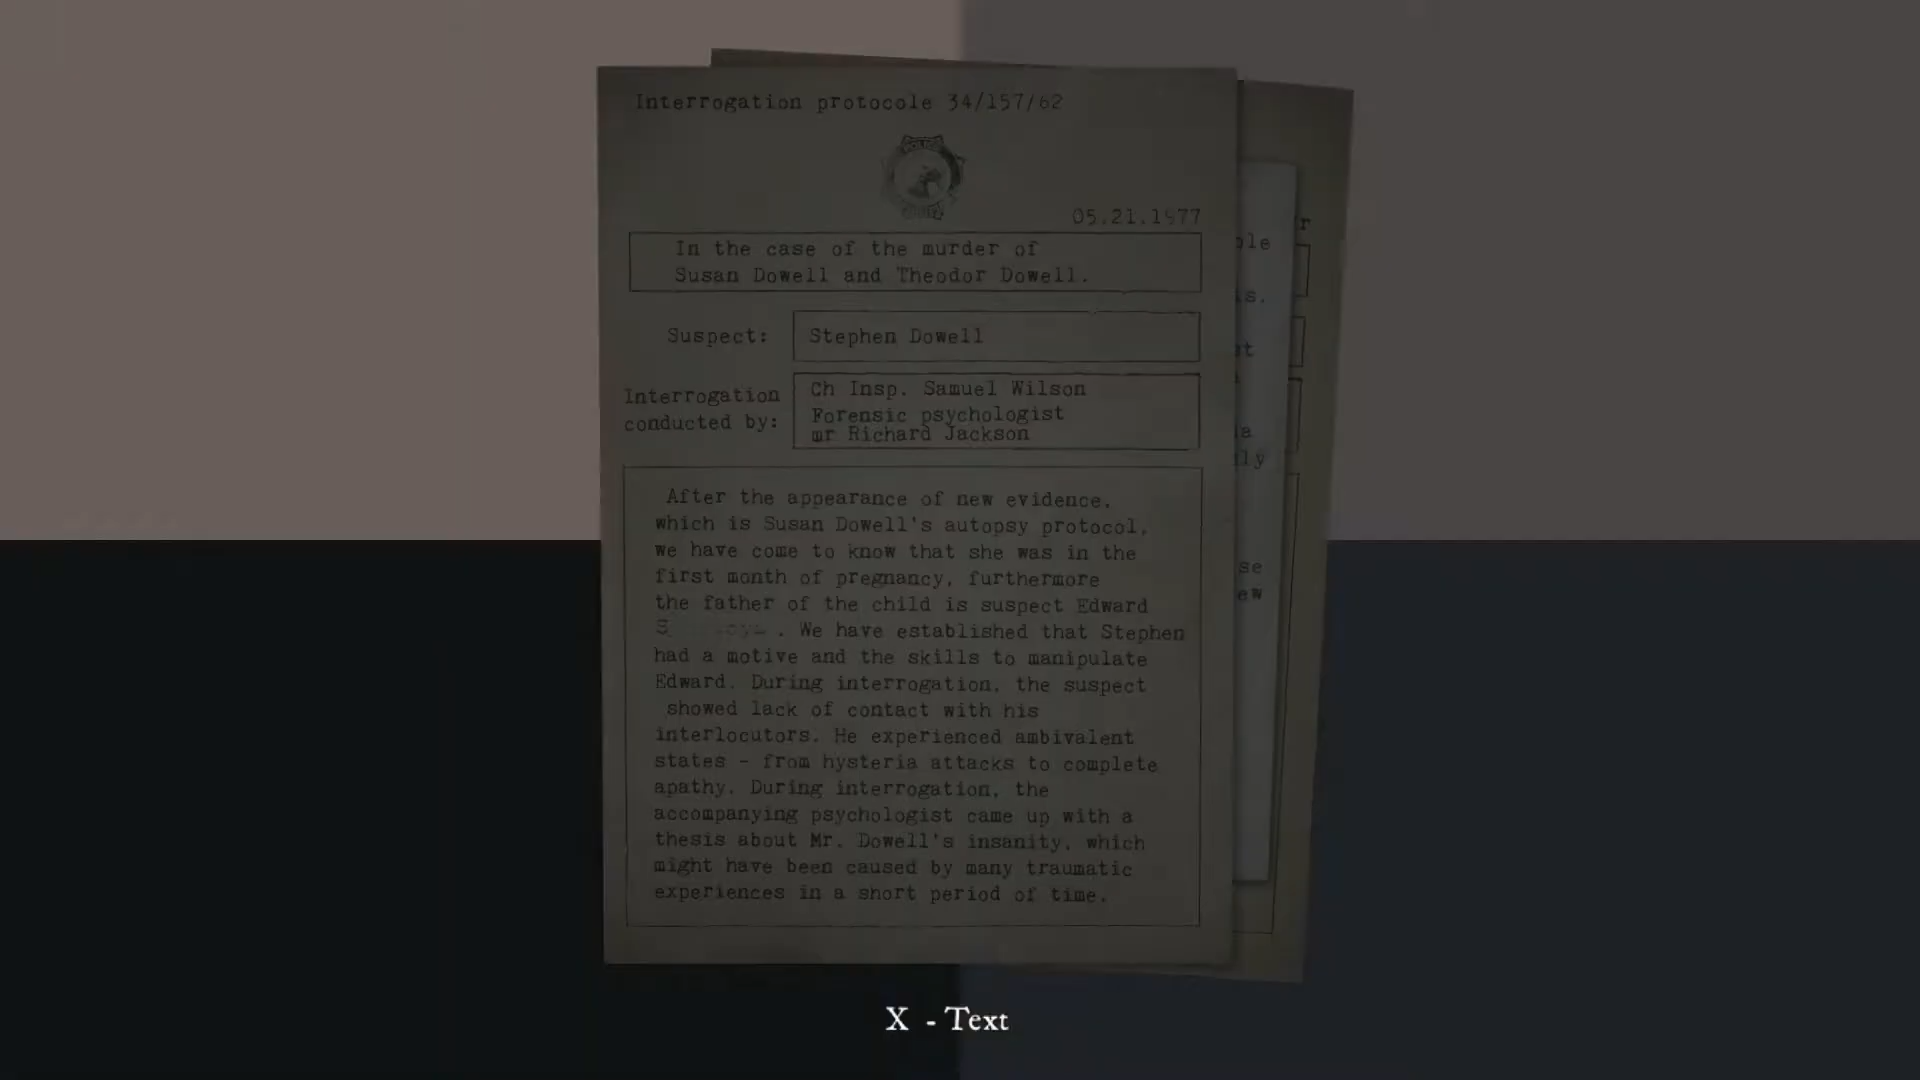 Interrogation protocole 34/157/62
POLICE
05.21.1977
In the case of the murder of
Susan Dowell and Theodor Dowell.
Suspect:
Stephen Dowell
Interrogation
conducted by:
Ch Insp. Samuel Wilson
Forensic psychologist
mr Richard Jackson
After the appearance of new evidence,
which is Susan Dowell's autopsy protocol,
we have come to know that she was in the
first month of pregnancy, furthermore
the father of the child is suspect Edward
S . We have established that Stephen
had a motive and the skills to manipulate
Edward. During interrogation, the suspect
showed lack of contact with his
interlocutors. He experienced ambivalent
states - from hysteria attacks to complete
apathy. During interrogation, the
accompanying psychologist came up with a
thesis about Mr. Dowell's insanity, which
might have been caused by many traumatic
experiences in a short period of time.
X - Text